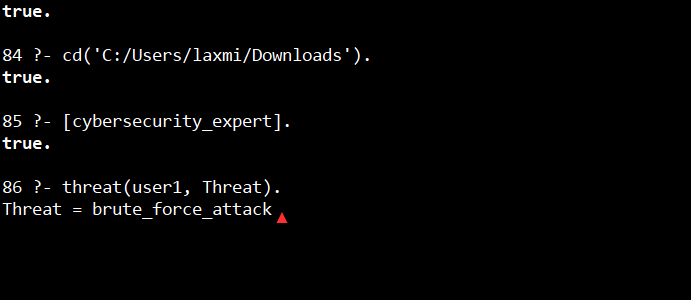 true.
84 ?- cd('C:/Users/laxmi/Downloads').
true.
85 ?- [cybersecurity_expert].
true.
86 ?- threat(user1, Threat).
Threat = brute_force_attack